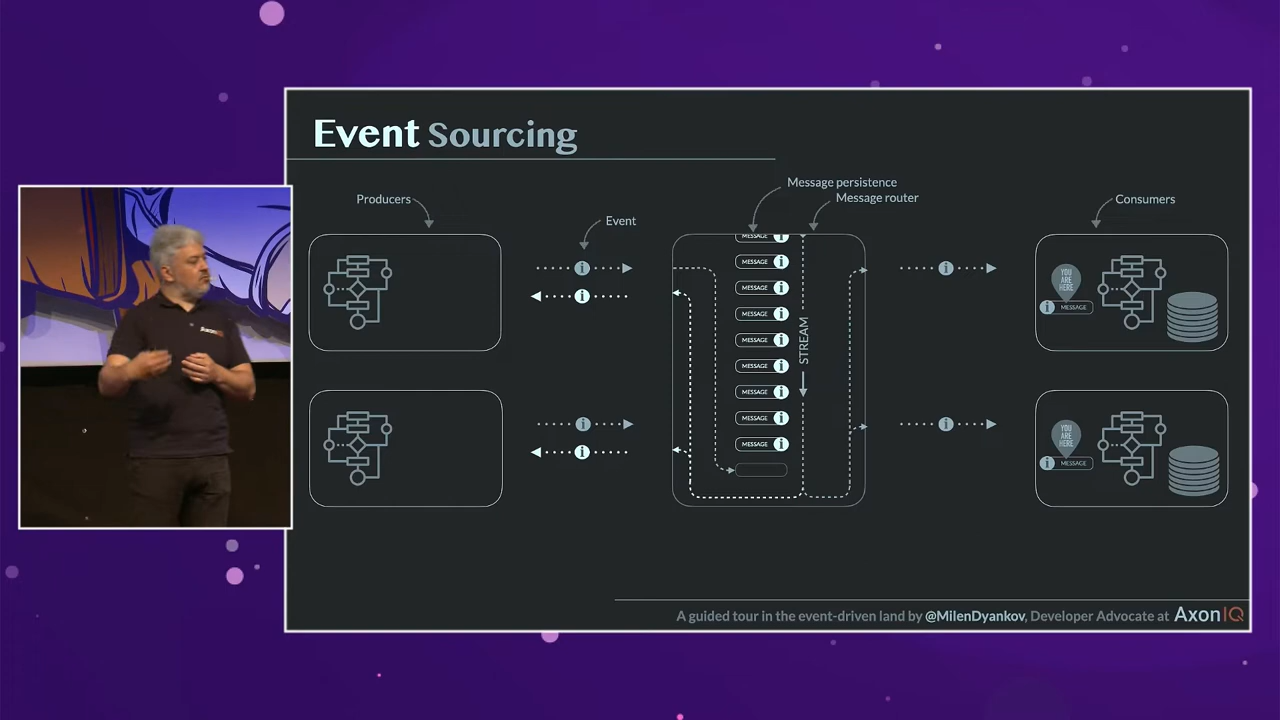 Event Sourcing
Message persistence
Message router
Producers
Consumers
Event
MESSAGE i
i
i
MESSAGE i
i
YOU
ARE
HERE
i
MESSAGE i
i MESSAGE
MESSAGE i
MESSAGE i
STREAM
MESSAGE i
MESSAGE i
i
i
MESSAGE i
i
YOU
ARE
HERE
i
MESSAGE i
i MESSAGE
A guided tour in the event-driven land by @MilenDyankov, Developer Advocate at AxonIQ